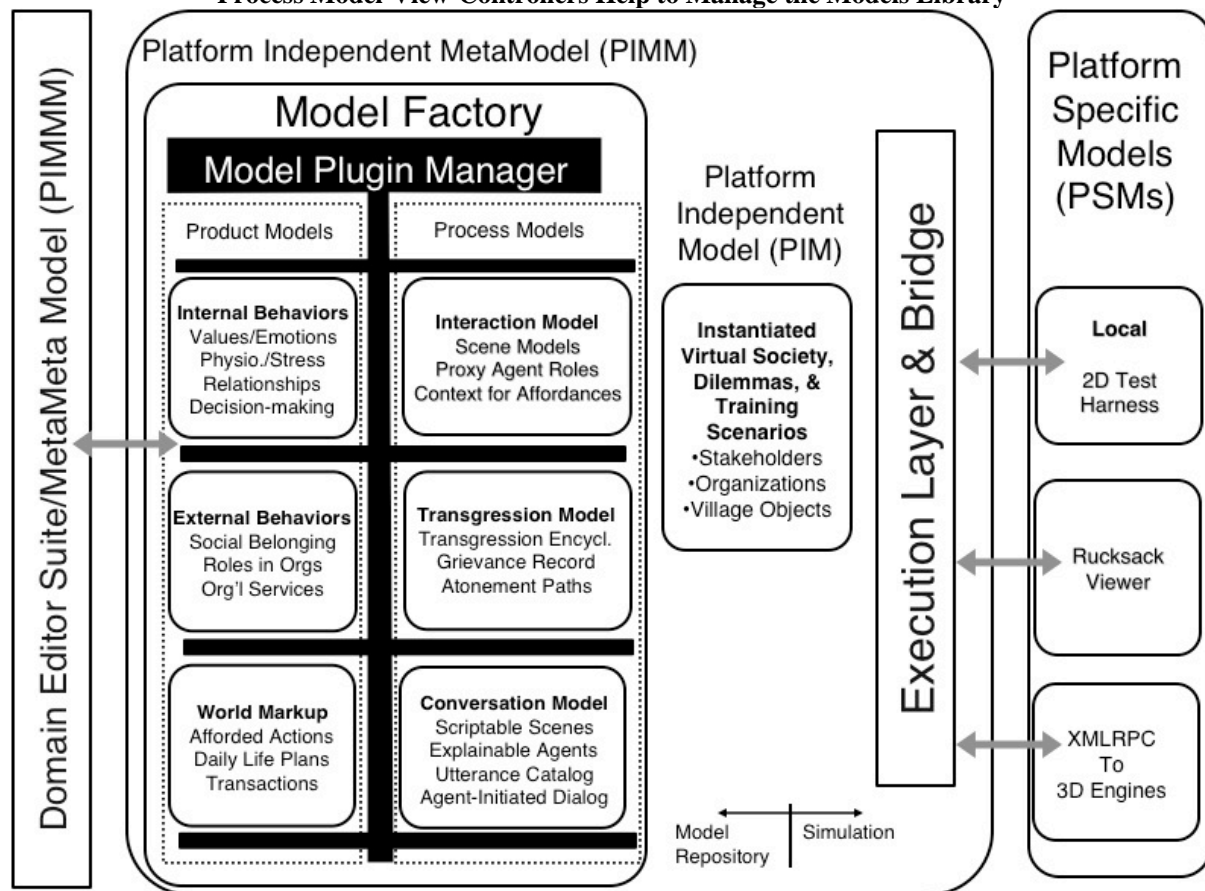 Process Model-View-Controllers Help to Manage the Models Library
Domain Editor Suite/MetaMeta Model (PIMMM)
Platform Independent MetaModel (PIMM)
Model Factory
Model Plugin Manager
Product Models
Internal Behaviors
Values/Emotions
Physio./Stress
Relationships
Decision-making
External Behaviors
Social Belonging
Roles in Orgs
Org'l Services
World Markup
Afforded Actions
Daily Life Plans
Transactions
Process Models
Interaction Model
Scene Models
Proxy Agent Roles
Context for Affordances
Transgression Model
Transgression Encycl.
Grievance Record
Atonement Paths
Conversation Model
Scriptable Scenes
Explainable Agents
Utterance Catalog
Agent-Initiated Dialog
Platform
Independent
Model (PIM)
Instantiated
Virtual Society,
Dilemmas, &
Training
Scenarios
•Stakeholders
•Organizations
•Village Objects
Model
Repository
Simulation
Execution Layer & Bridge
Platform
Specific
Models
(PSMs)
Local
2D Test
Harness
Rucksack
Viewer
XMLRPC
To
3D Engines